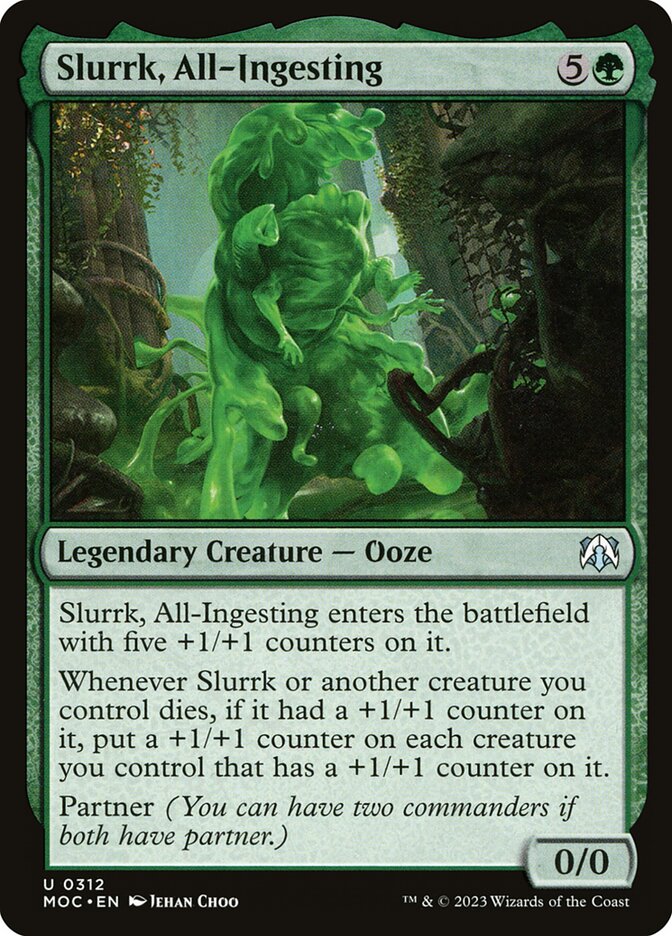 Slurrk, All-Ingesting 5
Legendary Creature — Ooze
Slurrk, All-Ingesting enters the battlefield
with five +1/+1 counters on it.
Whenever Slurrk or another creature you
control dies, if it had a +1/+1 counter on
it, put a +1/+1 counter on each creature
you control that has a +1/+1 counter on it.
Partner (You can have two commanders if
both have partner.)
0/0
U 0312
MOC • EN Jehan Choo
™ & © 2023 Wizards of the Coast